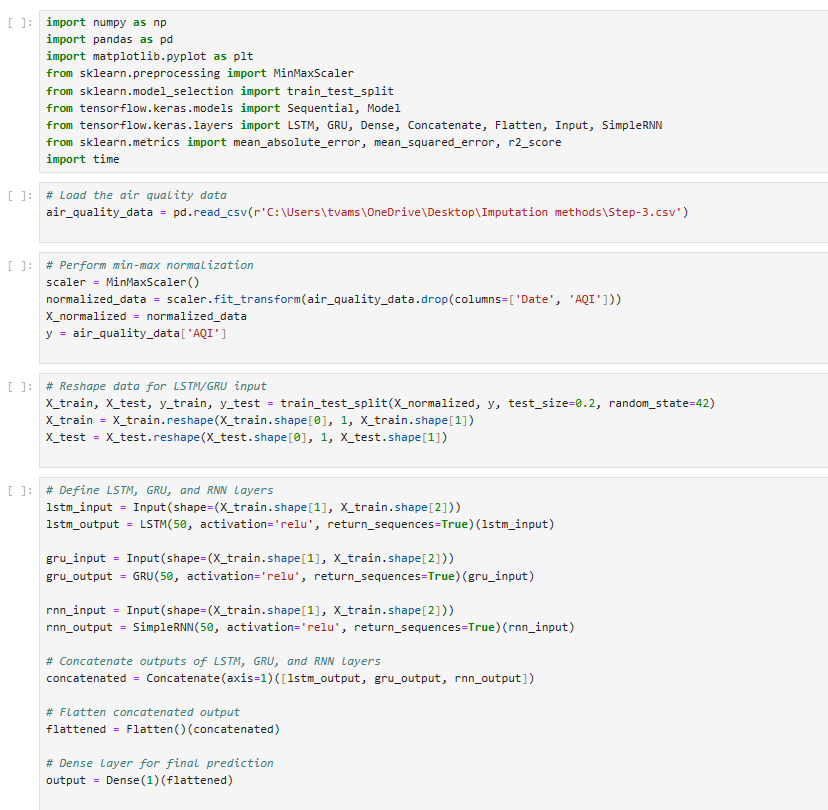 [ ]: import numpy as np
import pandas as pd
import matplotlib.pyplot as plt
from sklearn.preprocessing import MinMaxScaler
from sklearn.model_selection import train_test_split
from tensorflow.keras.models import Sequential, Model
from tensorflow.keras.layers import LSTM, GRU, Dense, Concatenate, Flatten, Input, SimpleRNN
from sklearn.metrics import mean_absolute_error, mean_squared_error, r2_score
import time
[ ]: # Load the air quality data
air_quality_data = pd.read_csv(r'C:\Users\tvams\OneDrive\Desktop\Imputation methods\Step-3.csv')
[ ]: # Perform min-max normalization
scaler = MinMaxScaler()
normalized_data = scaler.fit_transform(air_quality_data.drop(columns=['Date', 'AQI']))
X_normalized = normalized_data
y = air_quality_data['AQI']
[ ]: # Reshape data for LSTM/GRU input
X_train, X_test, y_train, y_test = train_test_split(X_normalized, y, test_size=0.2, random_state=42)
X_train = X_train.reshape(X_train.shape[0], 1, X_train.shape[1])
X_test = X_test.reshape(X_test.shape[0], 1, X_test.shape[1])
[ ]: # Define LSTM, GRU, and RNN layers
lstm_input = Input(shape=(X_train.shape[1], X_train.shape[2]))
lstm_output = LSTM(50, activation='relu', return_sequences=True)(lstm_input)
gru_input = Input(shape=(X_train.shape[1], X_train.shape[2]))
gru_output = GRU(50, activation='relu', return_sequences=True)(gru_input)
rnn_input = Input(shape=(X_train.shape[1], X_train.shape[2]))
rnn_output = SimpleRNN(50, activation='relu', return_sequences=True)(rnn_input)
# Concatenate outputs of LSTM, GRU, and RNN layers
concatenated = Concatenate(axis=1)([lstm_output, gru_output, rnn_output])
# Flatten concatenated output
flattened = Flatten()(concatenated)
# Dense layer for final prediction
output = Dense(1)(flattened)